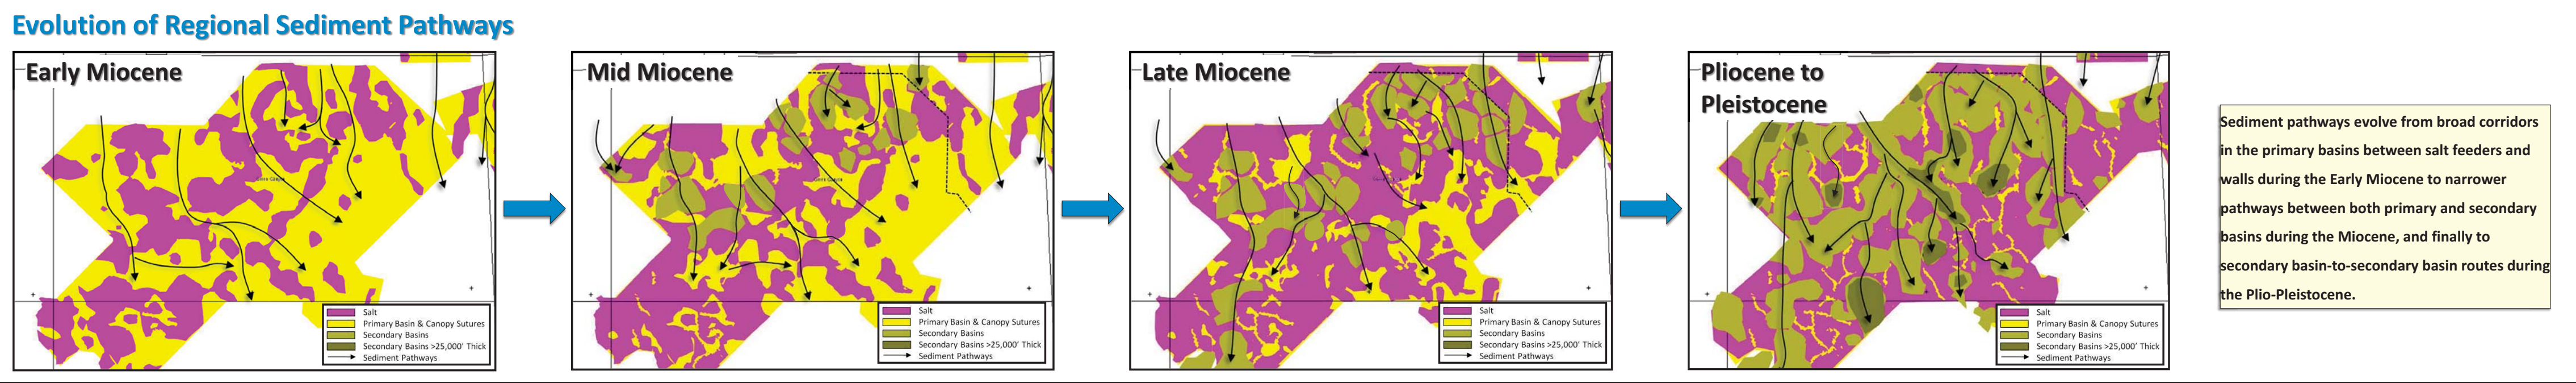 Evolution of Regional Sediment Pathways
Early Miocene
Salt
Primary Basin & Canopy Sutures
Secondary Basins
Secondary Basins >25,000' Thick
Sediment Pathways
Mid Miocene
Salt
Primary Basin & Canopy Sutures
Secondary Basins
Secondary Basins >25,000' Thick
Sediment Pathways
Late Miocene
Salt
Primary Basin & Canopy Sutures
Secondary Basins
Secondary Basins >25,000' Thick
Sediment Pathways
Pliocene to
Pleistocene
Salt
Primary Basin & Canopy Sutures
Secondary Basins
Secondary Basins >25,000' Thick
Sediment Pathways
Sediment pathways evolve from broad corridors
in the primary basins between salt feeders and
walls during the Early Miocene to narrower
pathways between both primary and secondary
basins during the Miocene, and finally to
secondary basin-to-secondary basin routes during
the Plio-Pleistocene.